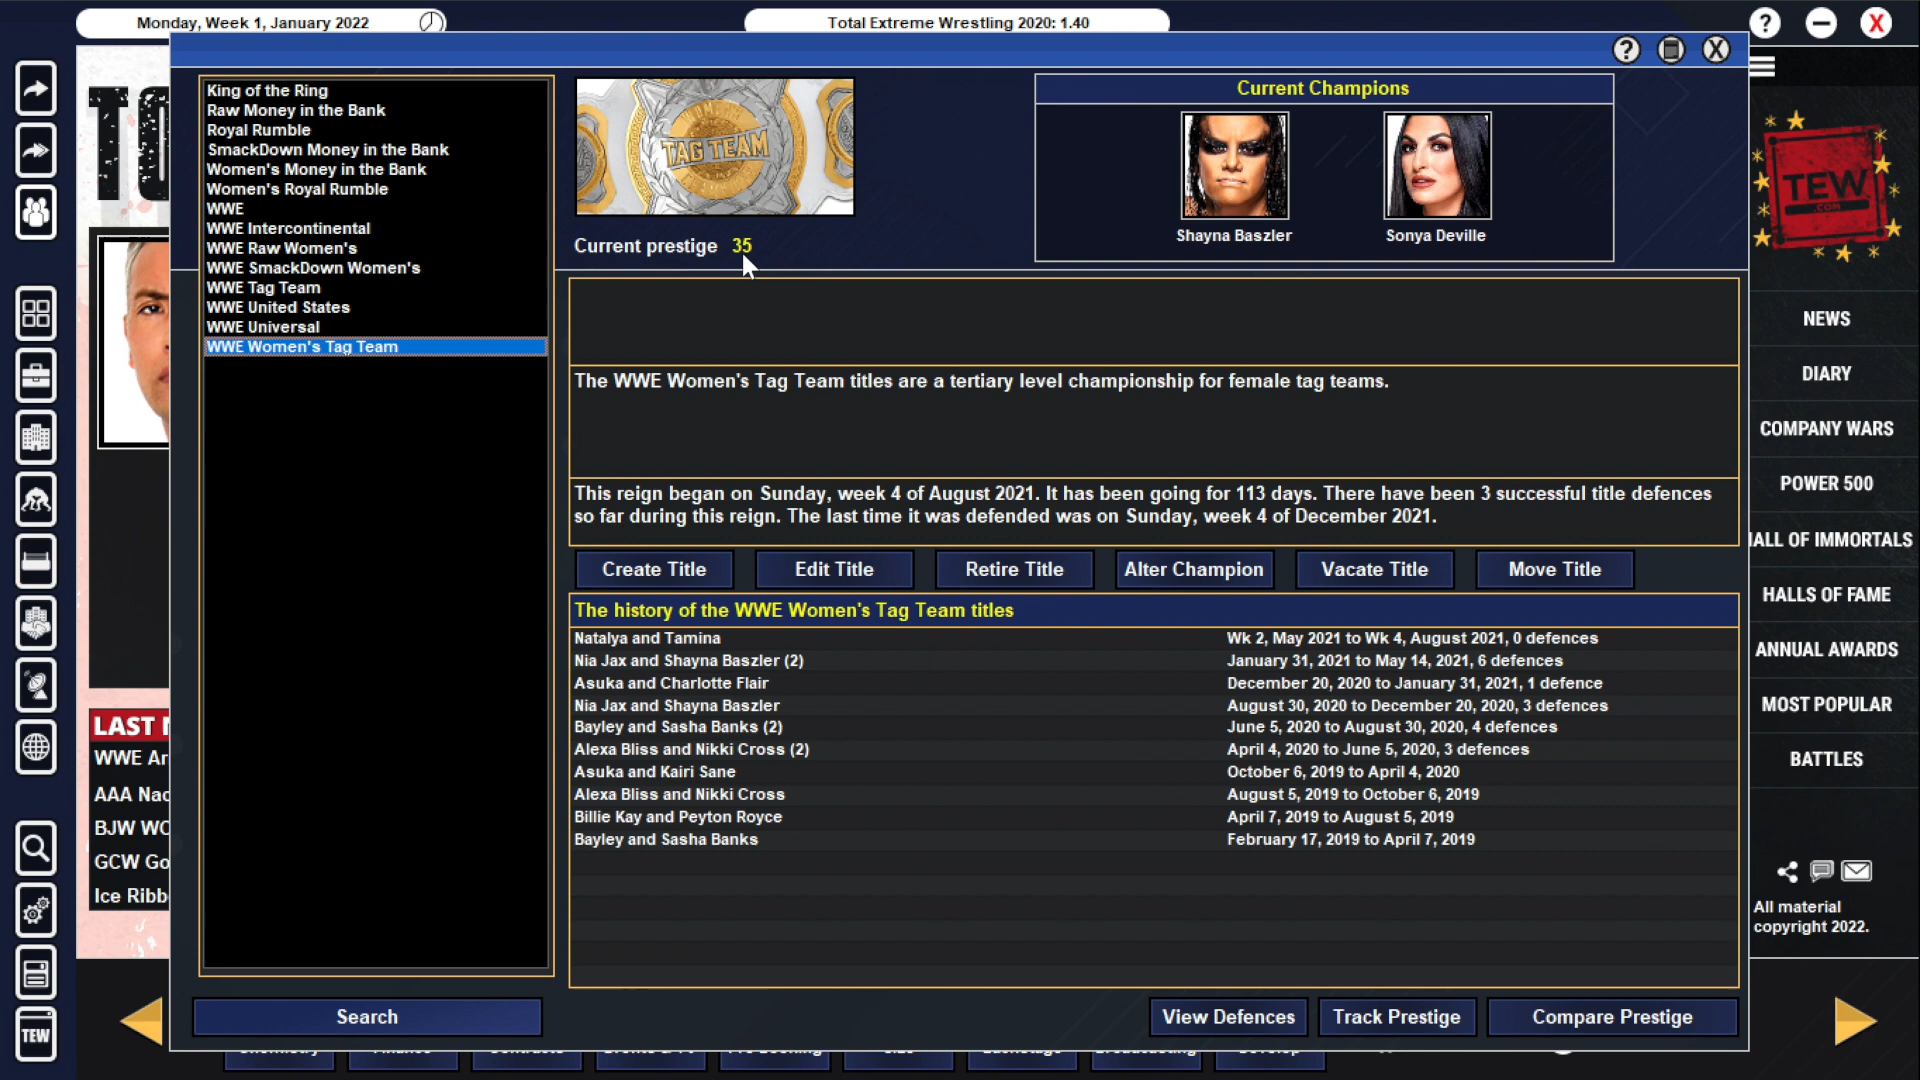 Monday, Week 1, January 2022
Total Extreme Wrestling 2020: 1.40
King of the Ring
Raw Money in the Bank
Royal Rumble
SmackDown Money in the Bank
Women's Money in the Bank
Women's Royal Rumble
WWE
WWE Intercontinental
WWE Raw Women's
WWE SmackDown Women's
WWE Tag Team
WWE United States
WWE Universal
WWE Women's Tag Team
TAG TEAM
Current prestige 35
Current Champions
Shayna Baszler
Sonya Deville
The WWE Women's Tag Team titles are a tertiary level championship for female tag teams.
This reign began on Sunday, week 4 of August 2021. It has been going for 113 days. There have been 3 successful title defences
so far during this reign. The last time it was defended was on Sunday, week 4 of December 2021.
Create Title
Edit Title
Retire Title
Alter Champion
Vacate Title
Move Title
The history of the WWE Women's Tag Team titles
Natalya and Tamina Wk 2, May 2021 to Wk 4, August 2021, 0 defences
Nia Jax and Shayna Baszler (2) January 31, 2021 to May 14, 2021, 6 defences
Asuka and Charlotte Flair December 20, 2020 to January 31, 2021, 1 defence
Nia Jax and Shayna Baszler August 30, 2020 to December 20, 2020, 3 defences
Bayley and Sasha Banks (2) June 5, 2020 to August 30, 2020, 4 defences
Alexa Bliss and Nikki Cross (2) April 4, 2020 to June 5, 2020, 3 defences
Asuka and Kairi Sane October 6, 2019 to April 4, 2020
Alexa Bliss and Nikki Cross August 5, 2019 to October 6, 2019
Billie Kay and Peyton Royce April 7, 2019 to August 5, 2019
Bayley and Sasha Banks February 17, 2019 to April 7, 2019
Search
View Defences
Track Prestige
Compare Prestige
LAST
WWE Ar
AAA Nac
BJW WO
GCW Go
Ice Ribb
TEW
TEW
.COM
NEWS
DIARY
COMPANY WARS
POWER 500
ALL OF IMMORTALS
HALLS OF FAME
ANNUAL AWARDS
MOST POPULAR
BATTLES
All material
copyright 2022.